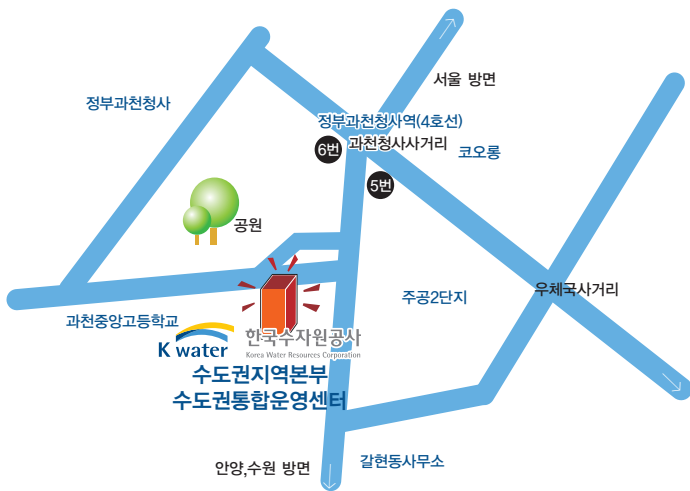 서울 방면
정부과천청사
정부과천청사역(4호선)
6번
과천청사사거리
코오롱
5번
공원
우체국사거리
주공2단지
과천중앙고등학교
K water
한국수자원공사
Korea Water Resources Corporation
수도권지역본부
수도권통합운영센터
안양,수원 방면
갈현동사무소